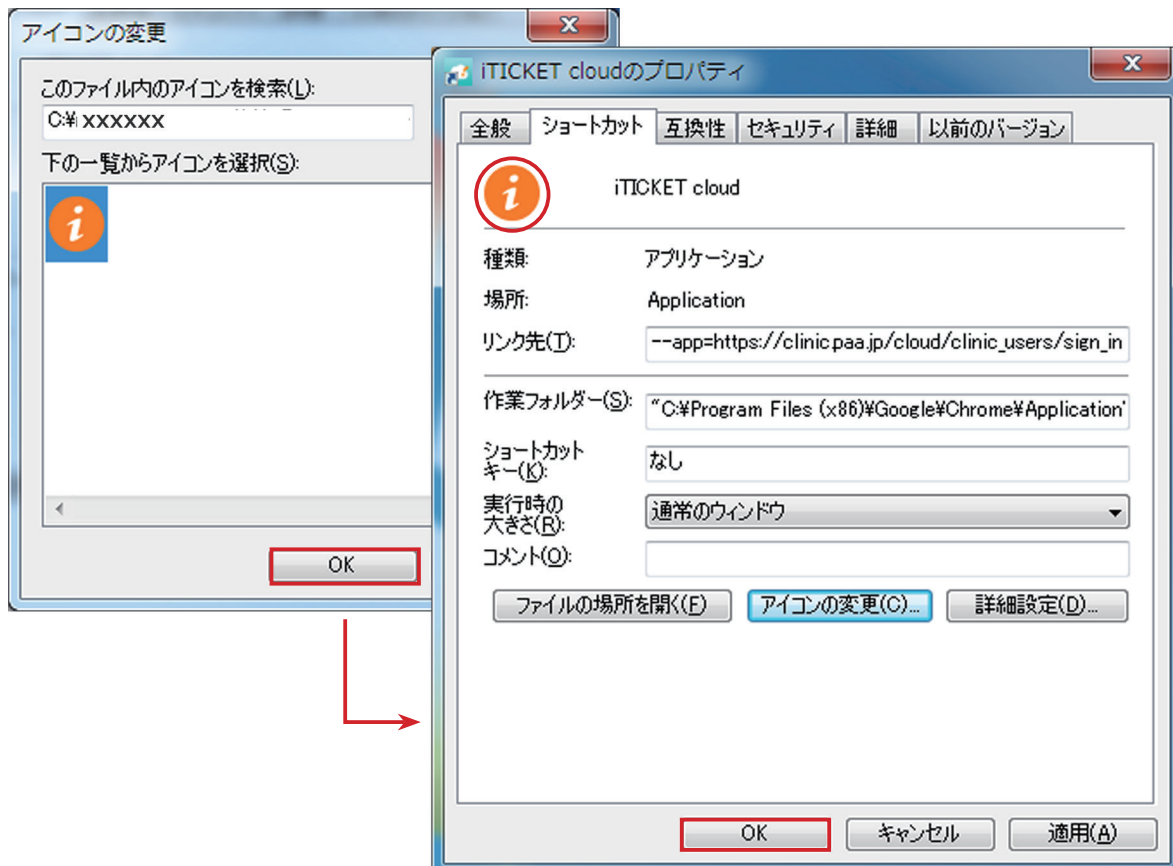 アイコンの変更
このファイル内のアイコンを検索(L):
C:¥ xxxxxx
下の一覧からアイコンを選択(S):
i
OK
iTICKET cloudのプロパティ
全般 ショートカット 互換性 セキュリティ 詳細 以前のバージョン
i iTICKET cloud
種類: アプリケーション
場所: Application
リンク先(T): --app=https://clinic.paa.jp/cloud/clinic_users/sign_in
作業フォルダー(S): "C:¥Program Files (x86)¥Google¥Chrome¥Application"
ショートカット
キー(K): なし
実行時の
大きさ(R): 通常のウィンドウ
コメント(O):
ファイルの場所を開く(F) アイコンの変更(C)... 詳細設定(D)...
OK キャンセル 適用(A)